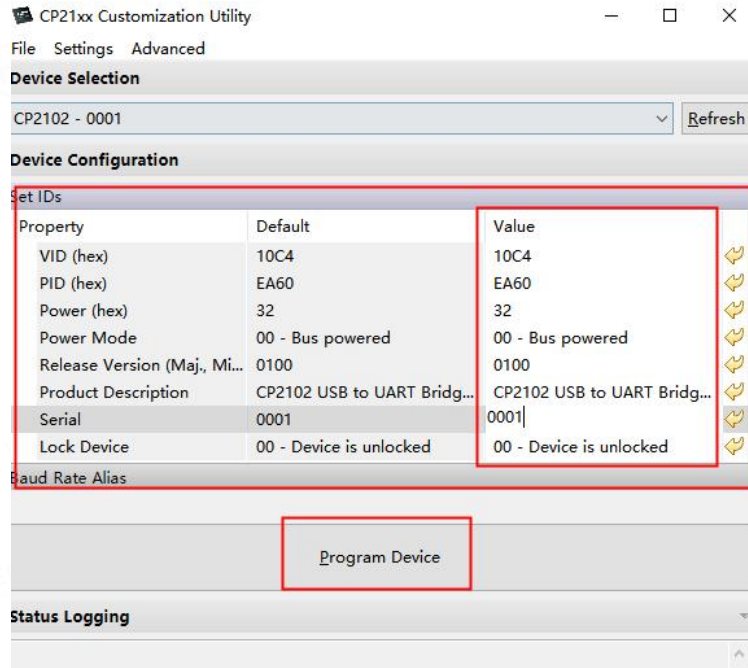 CP21xx Customization Utility
File Settings Advanced
Device Selection
CP2102 - 0001 Refresh
Device Configuration
Set IDs
Property Default Value
VID (hex) 10C4 10C4
PID (hex) EA60 EA60
Power (hex) 32 32
Power Mode 00 - Bus powered 00 - Bus powered
Release Version (Maj., Mi... 0100 0100
Product Description CP2102 USB to UART Bridg... CP2102 USB to UART Bridg...
Serial 0001 0001
Lock Device 00 - Device is unlocked 00 - Device is unlocked
Baud Rate Alias
Program Device
Status Logging